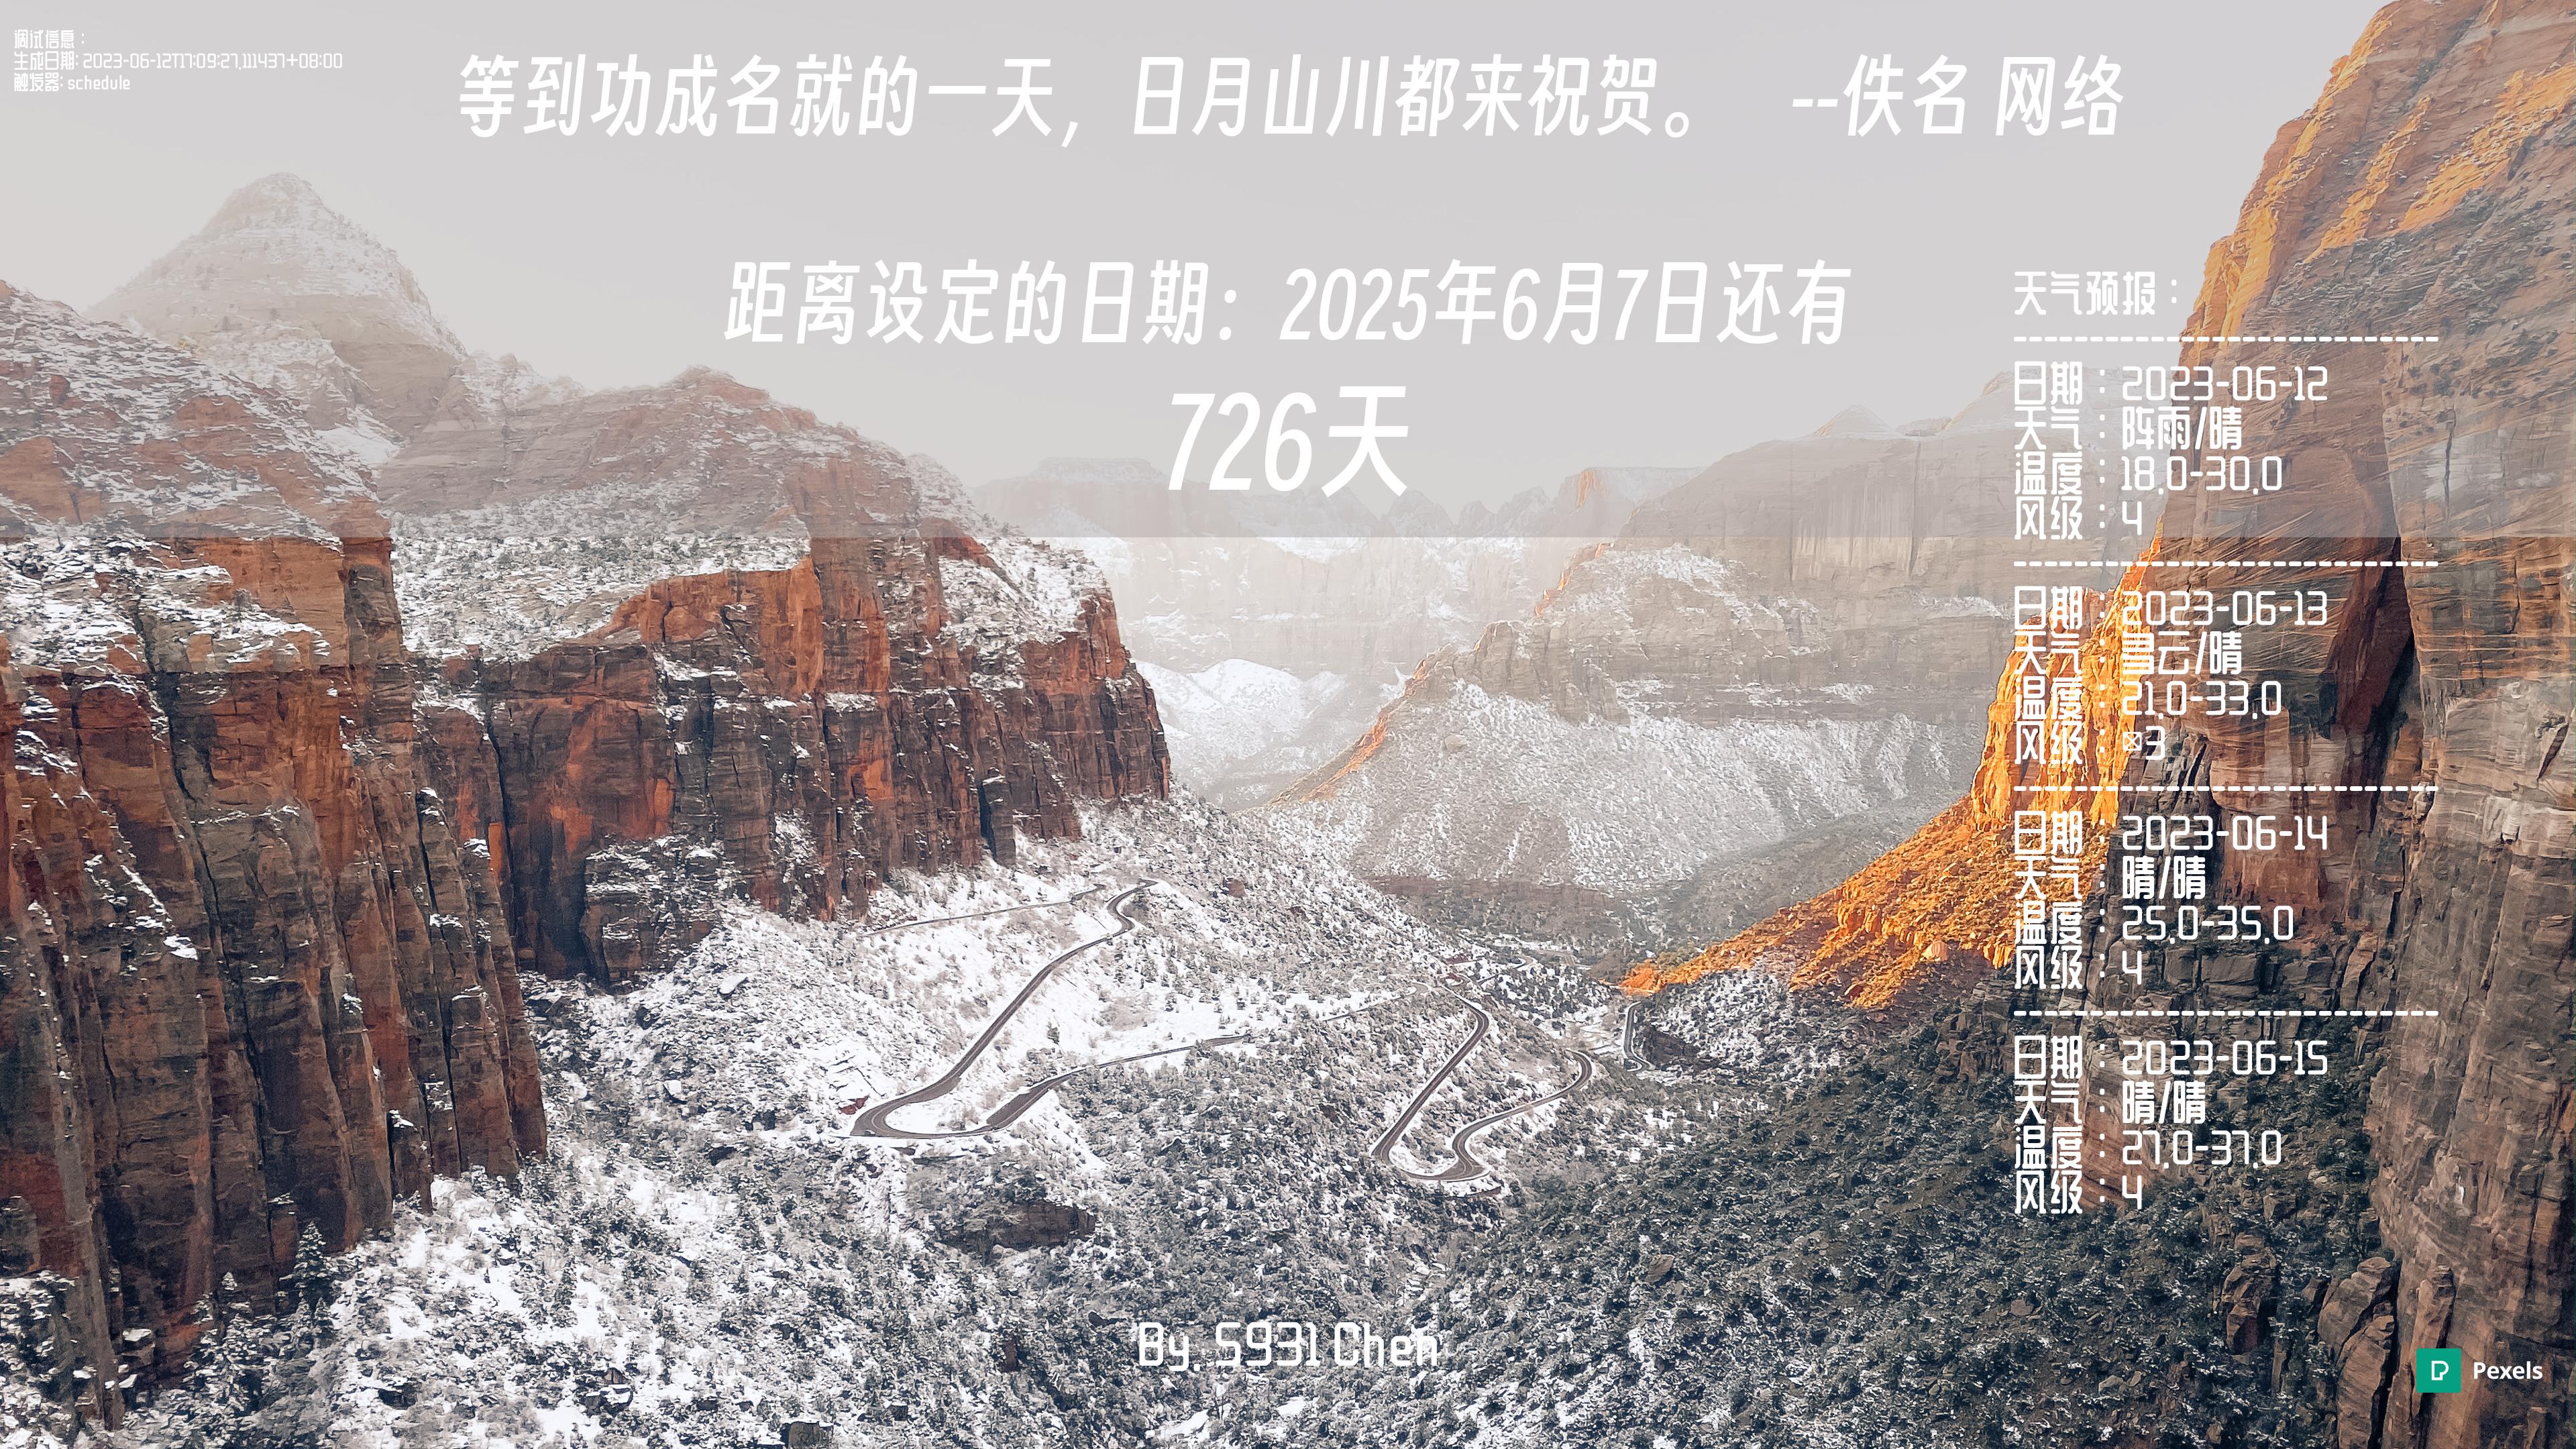 调试信息：
生成日期: 2023-06-12T17:09:27.111437+08:00
触发器: schedule
等到功成名就的一天，日月山川都来祝贺。 --佚名 网络
距离设定的日期：2025年6月7日还有
726天
天气预报：
----------------------------
日期：2023-06-12
天气：阵雨/晴
温度：18.0-30.0
风级：4
----------------------------
日期：2023-06-13
天气：多云/晴
温度：21.0-33.0
风级：3
----------------------------
日期：2023-06-14
天气：晴/晴
温度：25.0-35.0
风级：4
----------------------------
日期：2023-06-15
天气：晴/晴
温度：27.0-37.0
风级：4
By. S931 Chen
Pexels